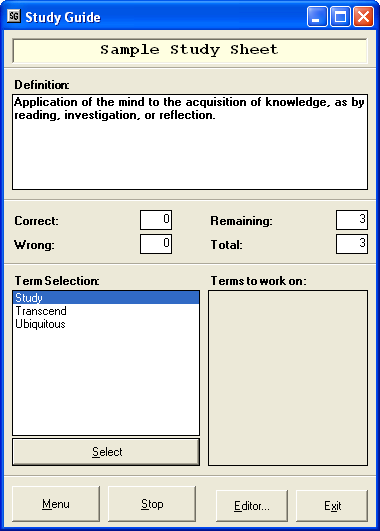 SG Study Guide
Sample Study Sheet
Definition:
Application of the mind to the acquisition of knowledge, as by
reading, investigation, or reflection.
Correct: 0 Remaining: 3
Wrong: 0 Total: 3
Term Selection: Terms to work on:
Study
Transcend
Ubiquitous
Select
Menu Stop Editor... Exit